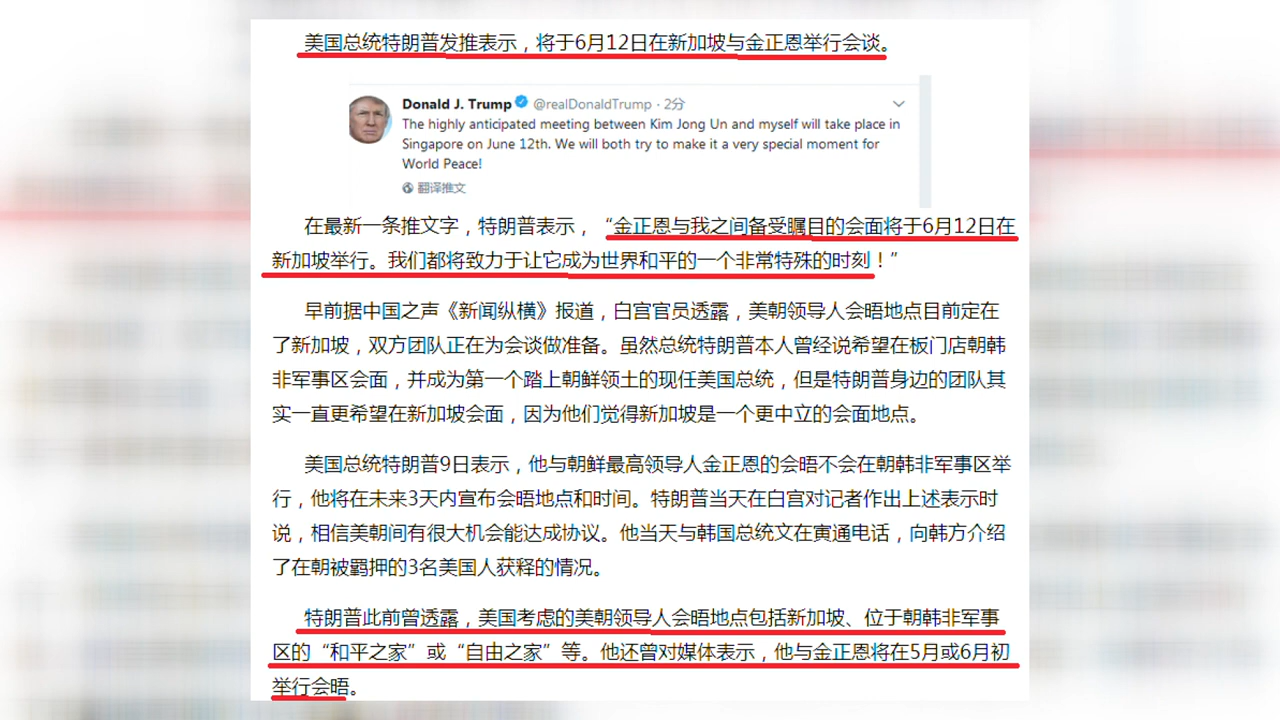 美国总统特朗普发推表示，将于6月12日在新加坡与金正恩举行会谈。
Donald J. Trump @realDonaldTrump · 2分
The highly anticipated meeting between Kim Jong Un and myself will take place in
Singapore on June 12th. We will both try to make it a very special moment for
World Peace!
翻译推文
在最新一条推文字，特朗普表示，“金正恩与我之间备受瞩目的会面将于6月12日在
新加坡举行。我们都将致力于让它成为世界和平的一个非常特殊的时刻！”
早前据中国之声《新闻纵横》报道，白宫官员透露，美朝领导人会晤地点目前定在
了新加坡，双方团队正在为会谈做准备。虽然总统特朗普本人曾经说希望在板门店朝韩
非军事区会面，并成为第一个踏上朝鲜领土的现任美国总统，但是特朗普身边的团队其
实一直更希望在新加坡会面，因为他们觉得新加坡是一个更中立的会面地点。
美国总统特朗普9日表示，他与朝鲜最高领导人金正恩的会晤不会在朝韩非军事区举
行，他将在未来3天内宣布会晤地点和时间。特朗普当天在白宫对记者作出上述表示时
说，相信美朝间有很大机会能达成协议。他当天与韩国总统文在寅通电话，向韩方介绍
了在朝被羁押的3名美国人获释的情况。
特朗普此前曾透露，美国考虑的美朝领导人会晤地点包括新加坡、位于朝韩非军事
区的“和平之家”或“自由之家”等。他还曾对媒体表示，他与金正恩将在5月或6月初
举行会晤。